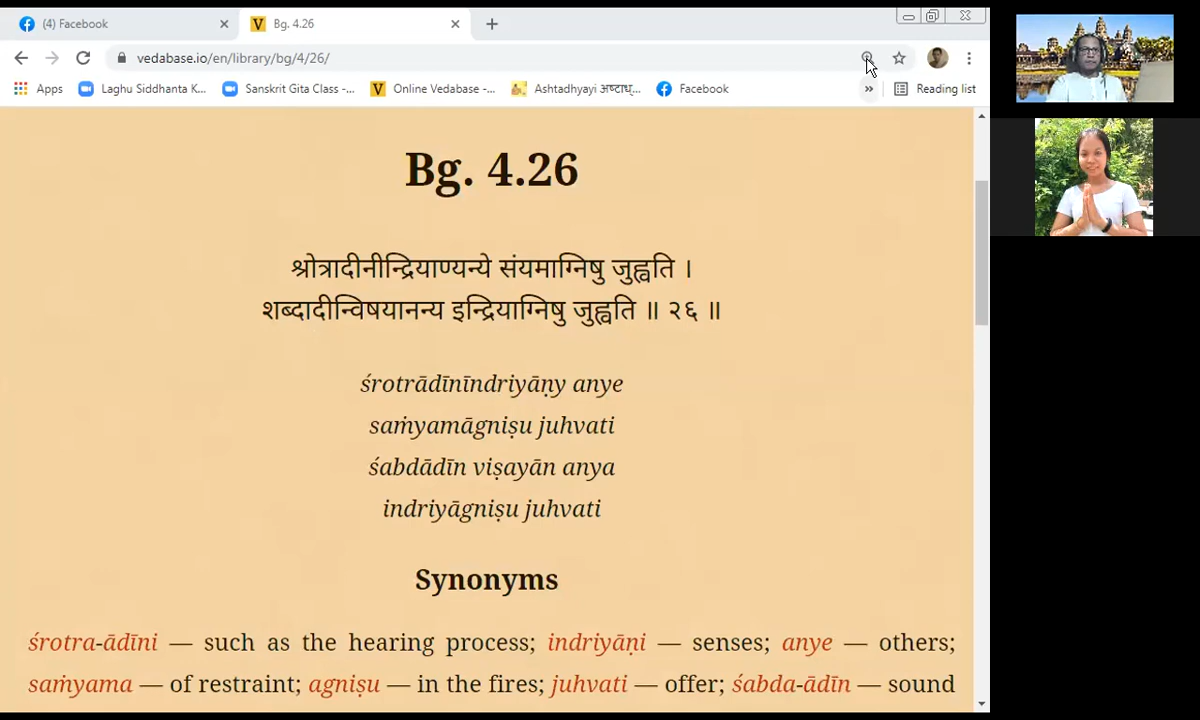 (4) Facebook
Bg. 4.26
vedabase.io/en/library/bg/4/26/
Apps
Laghu Siddhanta K...
Sanskrit Gita Class -...
Online Vedabase -...
Ashtadhyayi अष्टाध्...
Facebook
»
Reading list
Bg. 4.26
श्रोत्रादीनीन्द्रियाण्यन्ये संयमाग्निषु जुह्वति ।
शब्दादीन्विषयानन्य इन्द्रियाग्निषु जुह्वति ॥ २६ ॥
śrotrādīnīndriyāṇy anye
saṁyamāgniṣu juhvati
śabdādīn viṣayān anya
indriyāgniṣu juhvati
Synonyms
śrotra-ādīni — such as the hearing process; indriyāṇi — senses; anye — others;
saṁyama — of restraint; agniṣu — in the fires; juhvati — offer; śabda-ādīn — sound